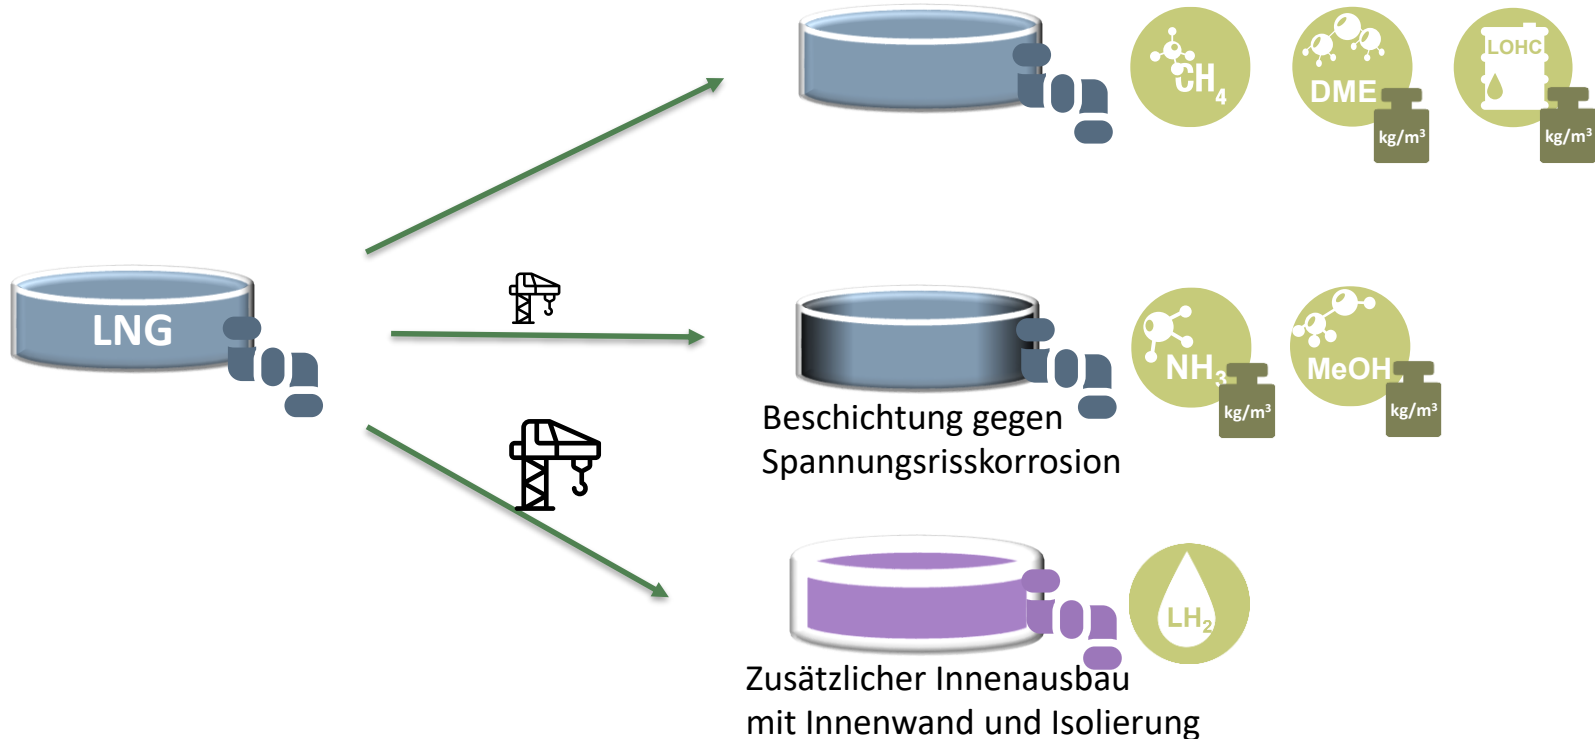 CH₄
DME
kg/m³
LOHC
kg/m³
LNG
NH₃
kg/m³
MeOH
kg/m³
Beschichtung gegen
Spannungsrisskorrosion
LH₂
Zusätzlicher Innenausbau
mit Innenwand und Isolierung